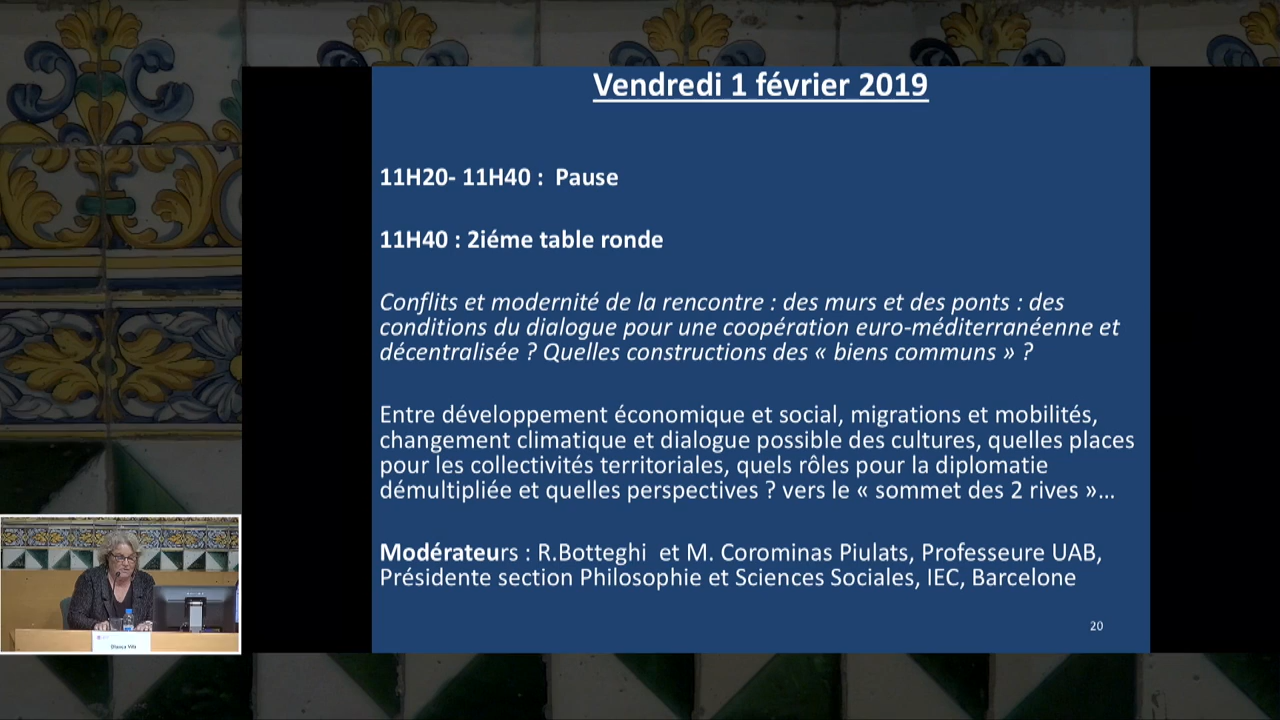 Vendredi 1 février 2019
11H20- 11H40 :  Pause
11H40 : 2iéme table ronde
Conflits et modernité de la rencontre : des murs et des ponts : des
conditions du dialogue pour une coopération euro-méditerranéenne et
décentralisée ? Quelles constructions des « biens communs » ?
Entre développement économique et social, migrations et mobilités,
changement climatique et dialogue possible des cultures, quelles places
pour les collectivités territoriales, quels rôles pour la diplomatie
démultipliée et quelles perspectives ? vers le « sommet des 2 rives »…
Modérateurs : R.Botteghi  et M. Corominas Piulats, Professeure UAB,
Présidente section Philosophie et Sciences Sociales, IEC, Barcelone
20